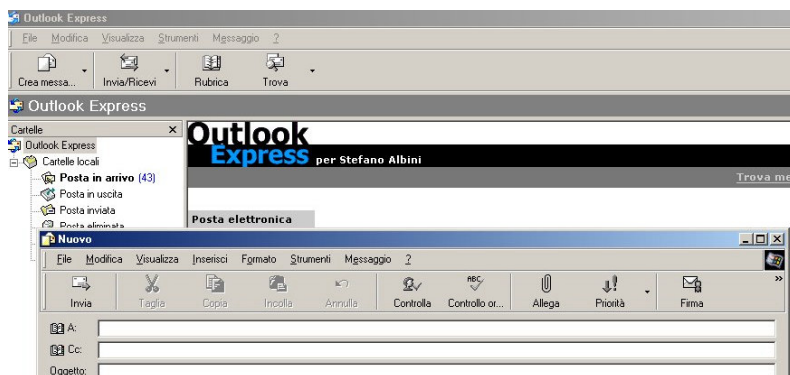 Outlook Express
File Modifica Visualizza Strumenti Messaggio ?
Crea messa... Invia/Ricevi Rubrica Trova
Outlook Express
Cartelle
Outlook Express
Cartelle locali
Posta in arrivo (43)
Posta in uscita
Posta inviata
Posta eliminata
Outlook
Express per Stefano Albini
Trova me
Posta elettronica
Nuovo
File Modifica Visualizza Inserisci Formato Strumenti Messaggio ?
Invia Taglia Copia Incolla Annulla Controlla Controllo or... Allega Priorità Firma
A:
Cc:
Oggetto: